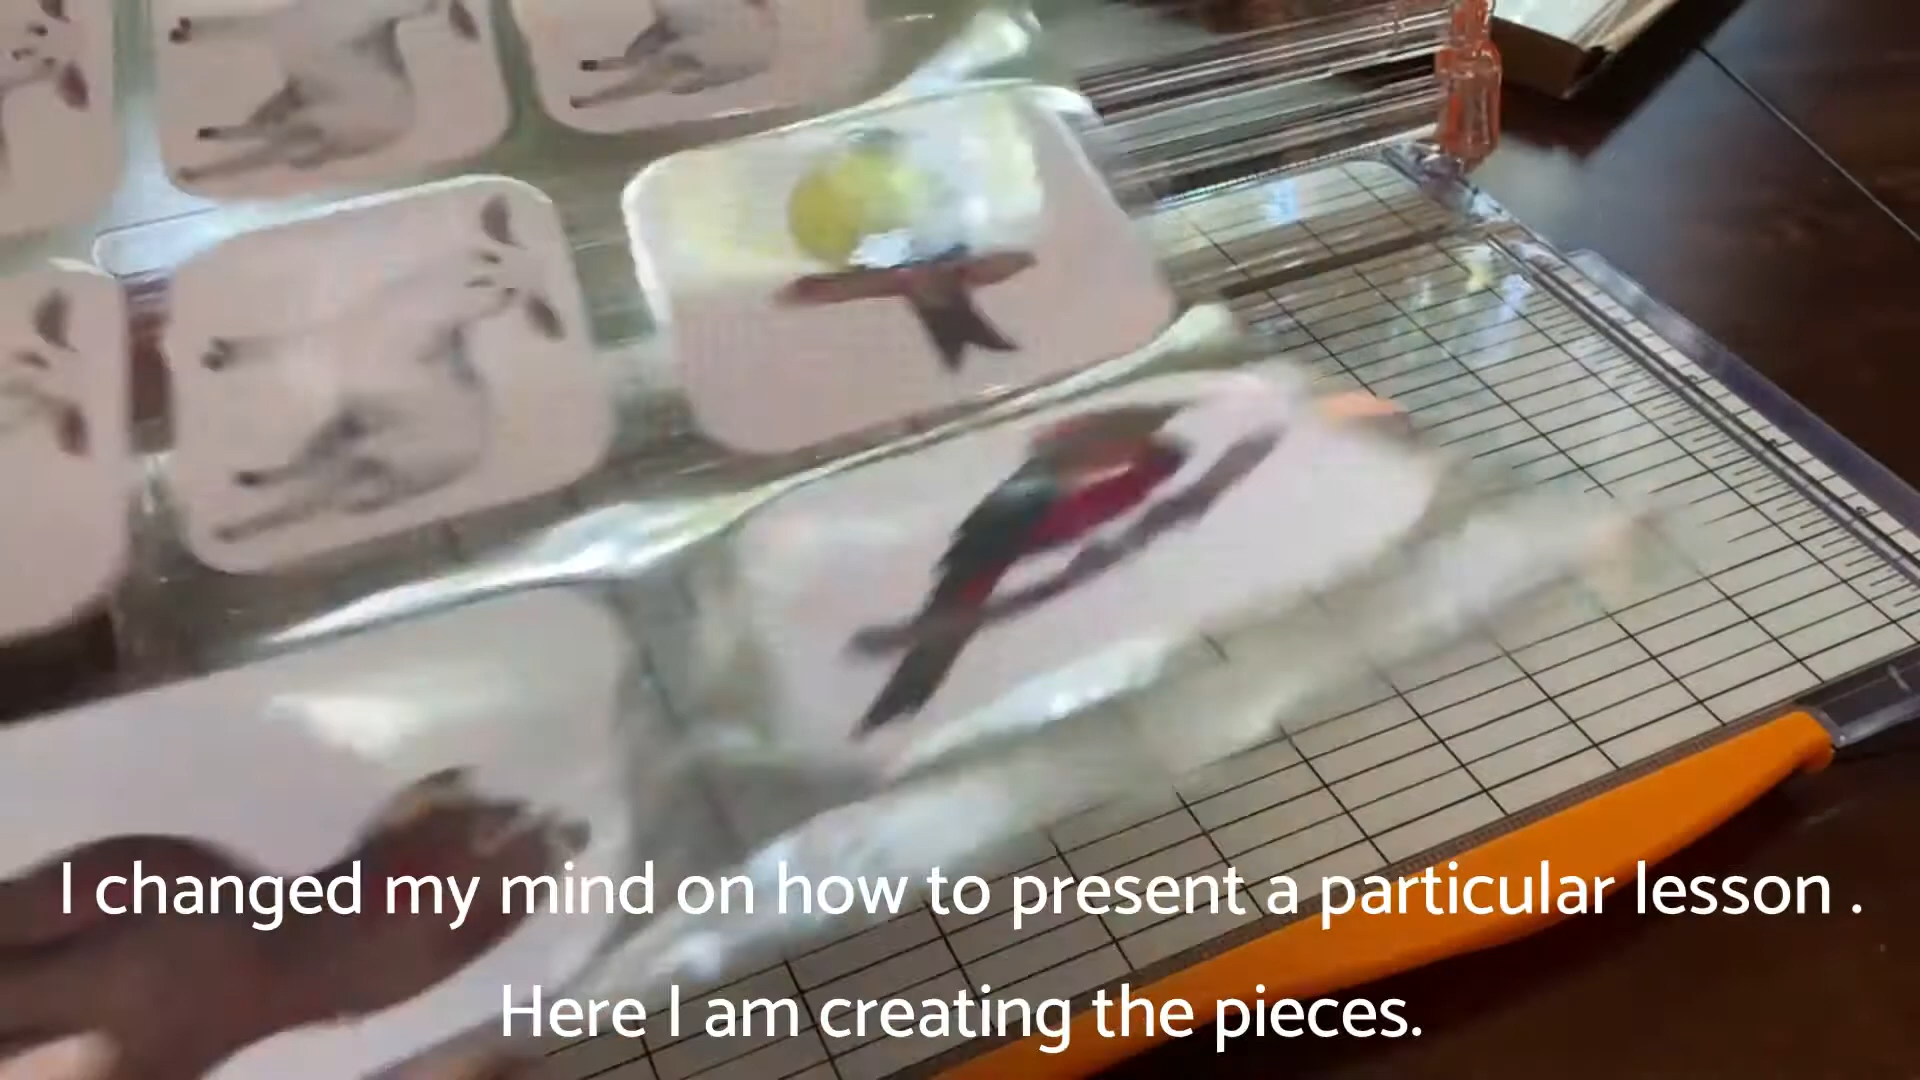 I changed my mind on how to present a particular lesson .
Here I am creating the pieces.